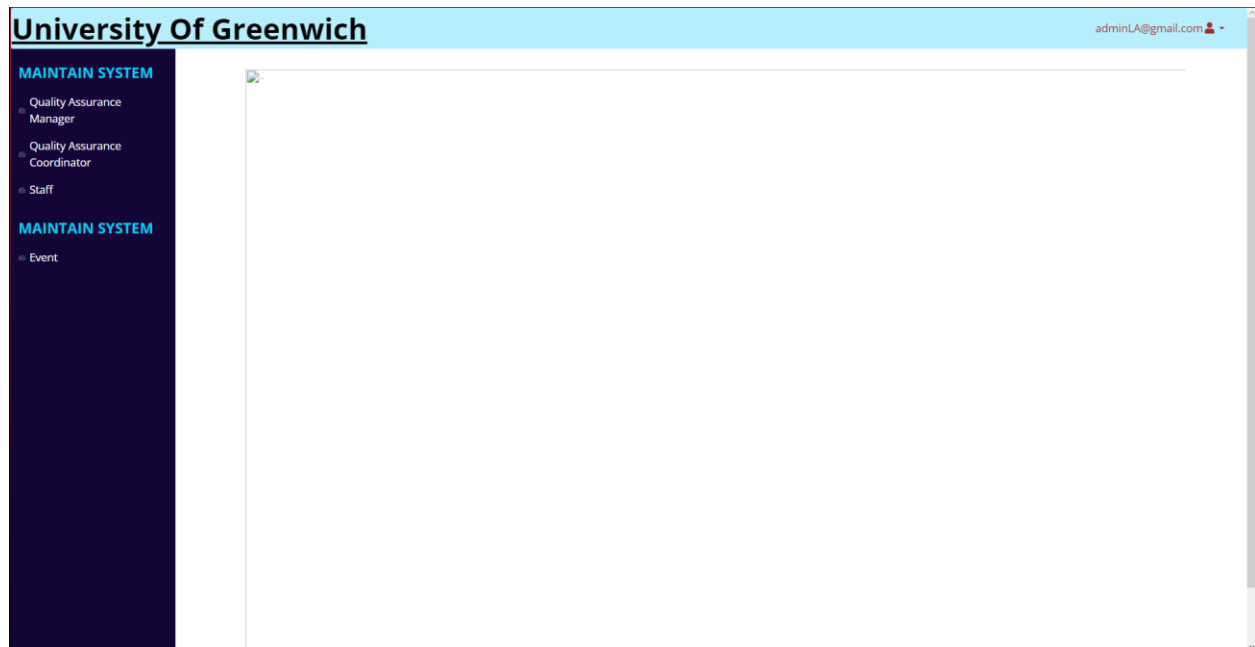 University Of Greenwich
adminLA@gmail.com
MAINTAIN SYSTEM
Quality Assurance
Manager
Quality Assurance
Coordinator
Staff
MAINTAIN SYSTEM
Event